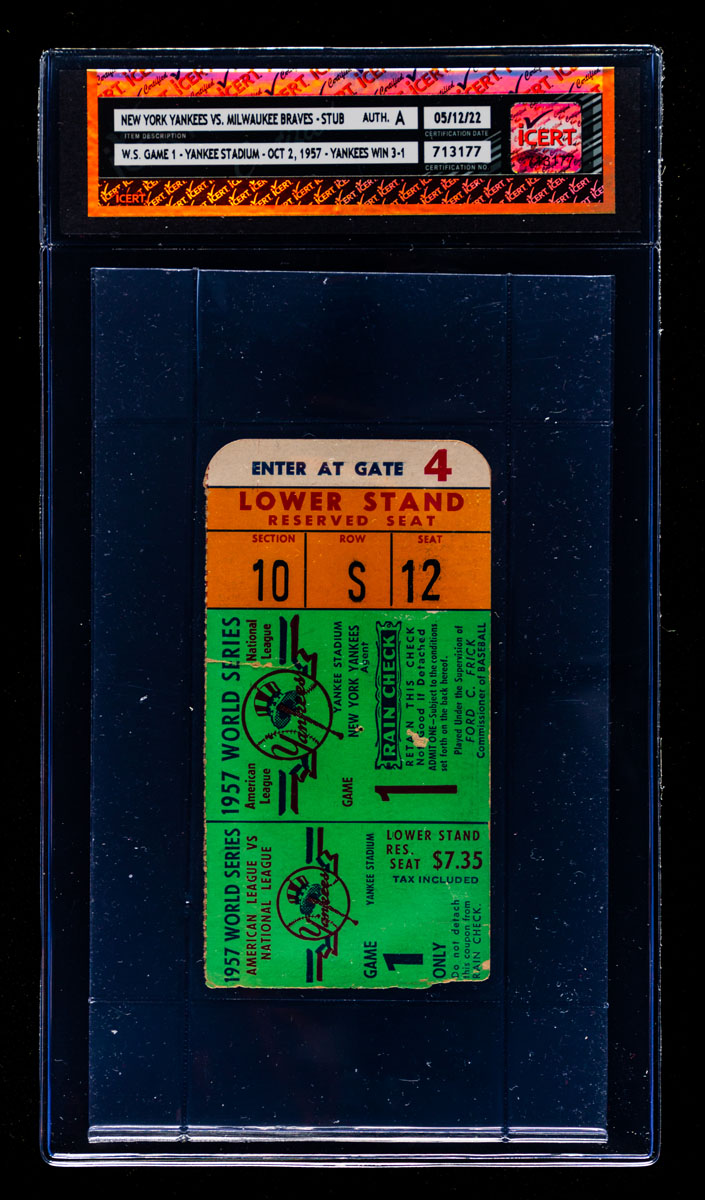 NEW YORK YANKEES VS. MILWAUKEE BRAVES - STUB AUTH. A
ITEM DESCRIPTION
W.S. GAME 1 - YANKEE STADIUM - OCT 2, 1957 - YANKEES WIN 3-1
05/12/22
CERTIFICATION DATE
713177
CERTIFICATION NO.
iCERT
713177
ENTER AT GATE 4
LOWER STAND
RESERVED SEAT
SECTION ROW SEAT
10 S 12
1957 WORLD SERIES
American League
National League
Yankees
GAME 1
YANKEE STADIUM
NEW YORK YANKEES
Agent
RAIN CHECK
RETAIN THIS CHECK
Not Good If Detached
ADMIT ONE-Subject to the conditions
set forth on the back hereof.
Played Under the Supervision of
FORD C. FRICK
Commissioner of BASEBALL
1957 WORLD SERIES
AMERICAN LEAGUE VS
NATIONAL LEAGUE
Yankees
GAME 1 ONLY
YANKEE STADIUM
LOWER STAND
RES.
SEAT $7.35
TAX INCLUDED
Do not detach
this coupon from
RAIN CHECK.